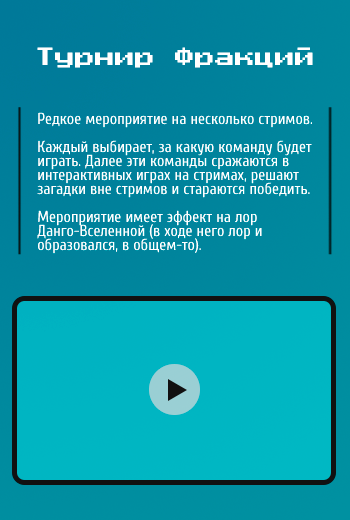 Турнир Фракций
Редкое мероприятие на несколько стримов.
Каждый выбирает, за какую команду будет
играть. Далее эти команды сражаются в
интерактивных играх на стримах, решают
загадки вне стримов и стараются победить.
Мероприятие имеет эффект на лор
Данго-Вселенной (в ходе него лор и
образовался, в общем-то).